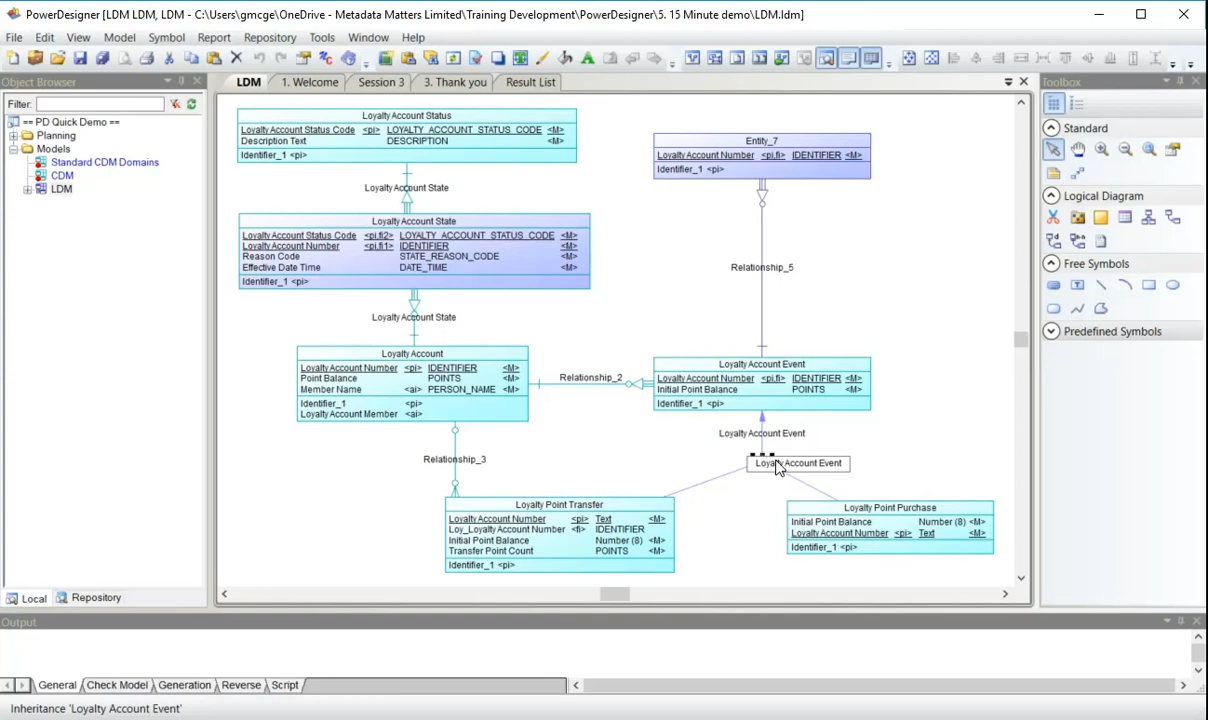 PowerDesigner [LDM LDM, LDM - C:\Users\gmcge\OneDrive - Metadata Matters Limited\Training Development\PowerDesigner\5. 15 Minute demo\LDM.ldm]
File Edit View Model Symbol Report Repository Tools Window Help
Object Browser
Filter:
== PD Quick Demo ==
Planning
Models
Standard CDM Domains
CDM
LDM
Local Repository
LDM 1. Welcome Session 3 3. Thank you Result List
Loyalty Account Status
Loyalty Account Status Code <pi> LOYALTY_ACCOUNT_STATUS_CODE <M>
Description Text DESCRIPTION <M>
Identifier_1 <pi>
Loyalty Account State
Loyalty Account State
Loyalty Account Status Code <pi,fi2> LOYALTY_ACCOUNT_STATUS_CODE <M>
Loyalty Account Number <pi,fi1> IDENTIFIER <M>
Reason Code STATE_REASON_CODE <M>
Effective Date Time DATE_TIME <M>
Identifier_1 <pi>
Loyalty Account State
Loyalty Account
Loyalty Account Number <pi> IDENTIFIER <M>
Point Balance POINTS <M>
Member Name <ai> PERSON_NAME <M>
Identifier_1 <pi>
Loyalty Account Member <ai>
Relationship_2
Relationship_3
Entity_7
Loyalty Account Number <pi,fi> IDENTIFIER <M>
Identifier_1 <pi>
Relationship_5
Loyalty Account Event
Loyalty Account Number <pi,fi> IDENTIFIER <M>
Initial Point Balance POINTS <M>
Identifier_1 <pi>
Loyalty Account Event
Loyalty Account Event
Loyalty Point Transfer
Loyalty Account Number <pi> Text <M>
Loy_Loyalty Account Number <fi> IDENTIFIER
Initial Point Balance Number (8) <M>
Transfer Point Count POINTS <M>
Identifier_1 <pi>
Loyalty Point Purchase
Initial Point Balance Number (8) <M>
Loyalty Account Number <pi> Text <M>
Identifier_1 <pi>
Toolbox
Standard
Logical Diagram
Free Symbols
Predefined Symbols
Output
General Check Model Generation Reverse Script
Inheritance 'Loyalty Account Event'